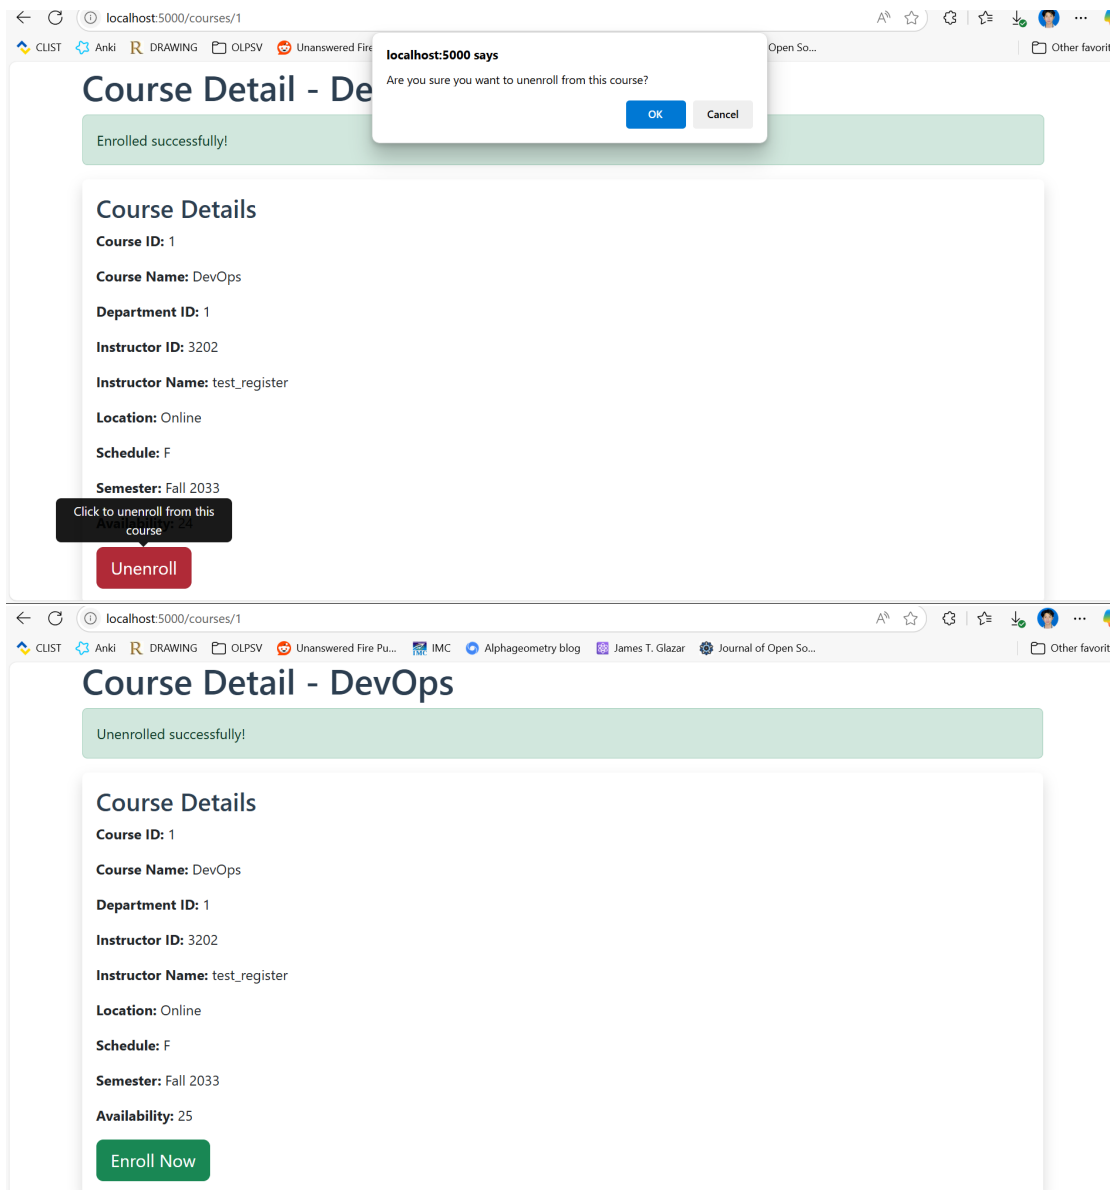 localhost:5000/courses/1
CLIST Anki R DRAWING OLPSV Unanswered Fire Open So... Other favorit
localhost:5000 says
Are you sure you want to unenroll from this course?
OK Cancel
Course Detail - De
Enrolled successfully!
Course Details
Course ID: 1
Course Name: DevOps
Department ID: 1
Instructor ID: 3202
Instructor Name: test_register
Location: Online
Schedule: F
Semester: Fall 2033
Click to unenroll from this
course
Availability: 24
Unenroll
localhost:5000/courses/1
CLIST Anki R DRAWING OLPSV Unanswered Fire Pu... IMC IMC Alphageometry blog James T. Glazar Journal of Open So... Other favorit
Course Detail - DevOps
Unenrolled successfully!
Course Details
Course ID: 1
Course Name: DevOps
Department ID: 1
Instructor ID: 3202
Instructor Name: test_register
Location: Online
Schedule: F
Semester: Fall 2033
Availability: 25
Enroll Now